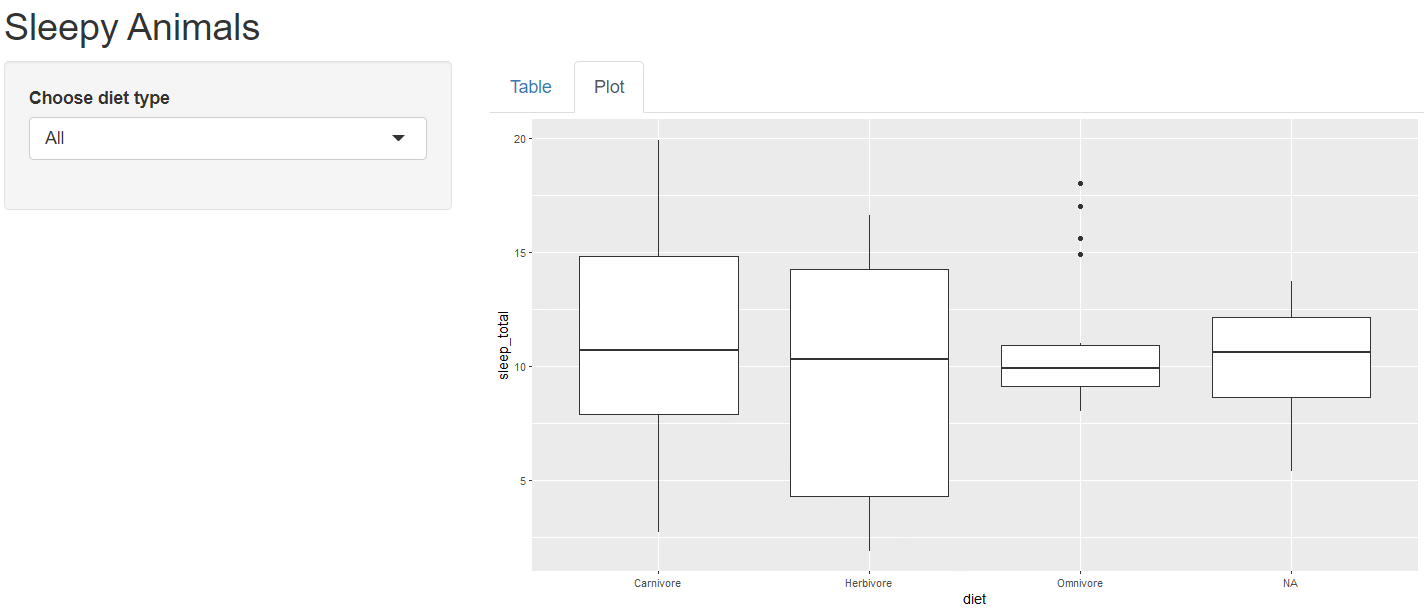 Sleepy Animals
Choose diet type
All
Table
Plot
sleep_total
20
15
10
5
Carnivore
Herbivore
Omnivore
NA
diet